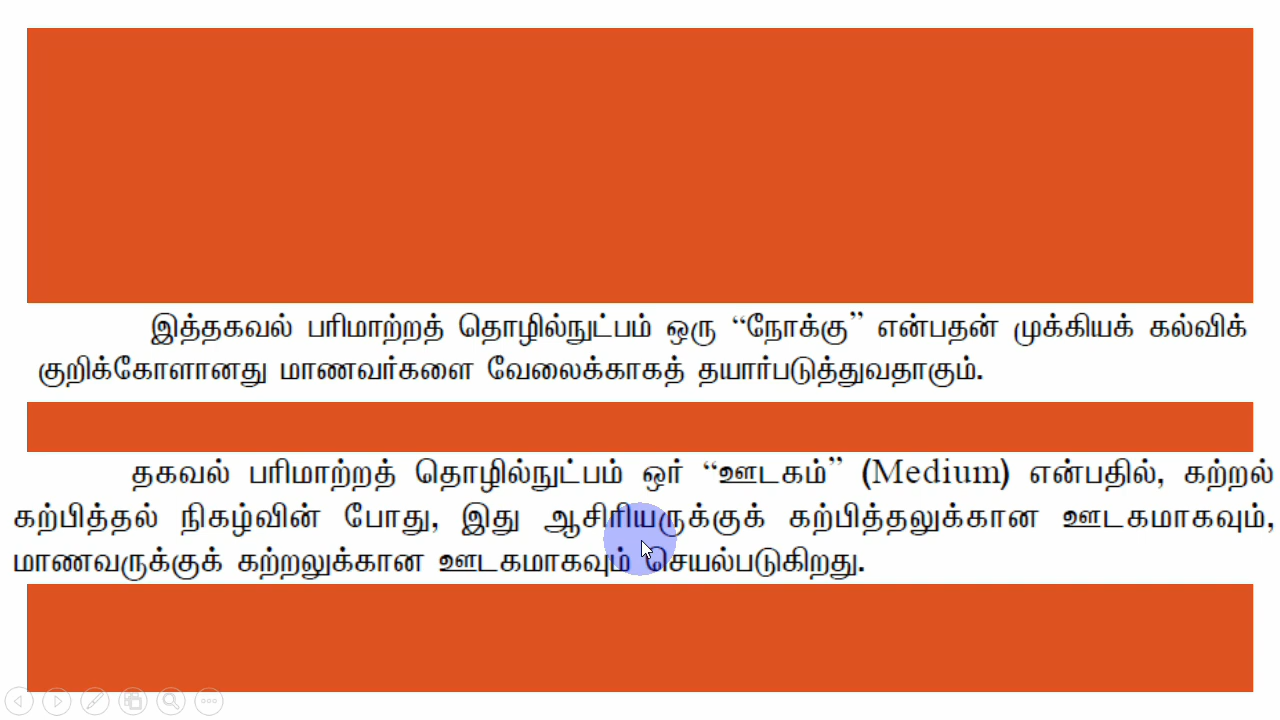 இத்தகவல் பரிமாற்றத் தொழில்நுட்பம் ஒரு “நோக்கு” என்பதன் முக்கியக் கல்விக்
குறிக்கோளானது மாணவர்களை வேலைக்காகத் தயார்படுத்துவதாகும்.
தகவல் பரிமாற்றத் தொழில்நுட்பம் ஓர் “ஊடகம்” (Medium) என்பதில், கற்றல்
கற்பித்தல் நிகழ்வின் போது, இது ஆசிரியருக்குக் கற்பித்தலுக்கான ஊடகமாகவும்,
மாணவருக்குக் கற்றலுக்கான ஊடகமாகவும் செயல்படுகிறது.